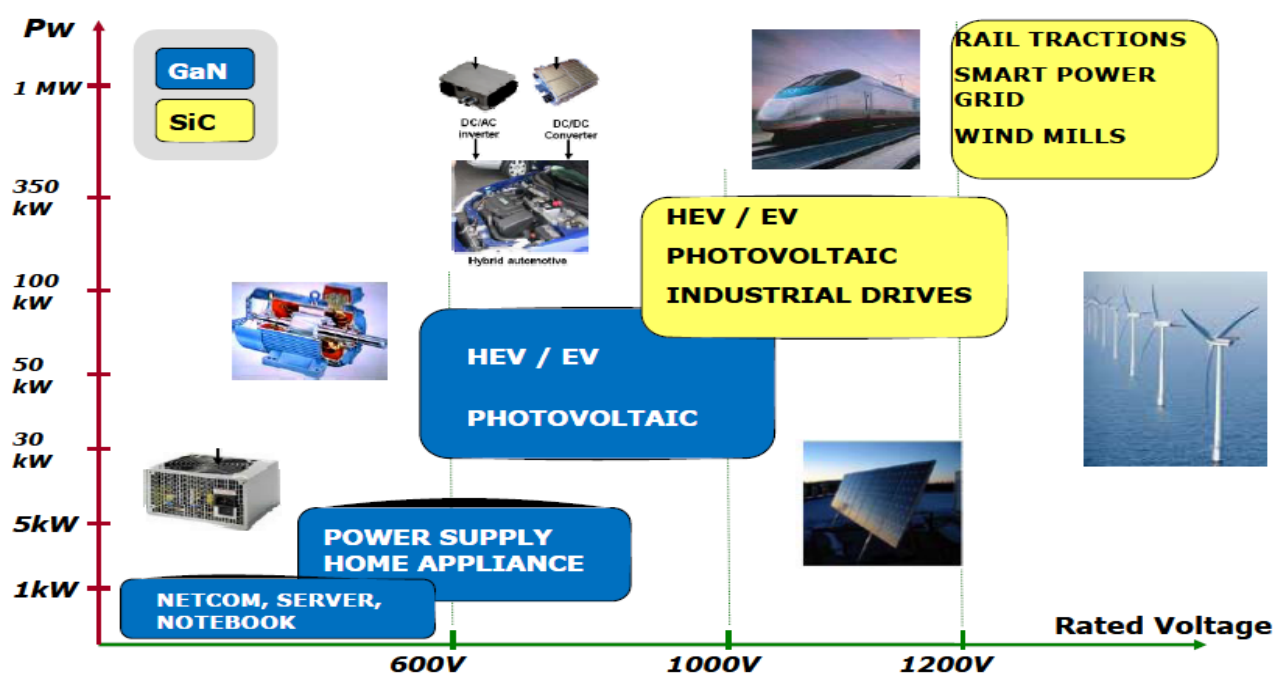 Pw
GaN
SiC
1 MW
350
kW
100
kW
50
kW
30
kW
5kW
1kW
DC/AC
inverter
DC/DC
Converter
Hybrid automotive
RAIL TRACTIONS
SMART POWER
GRID
WIND MILLS
HEV / EV
PHOTOVOLTAIC
INDUSTRIAL DRIVES
HEV / EV
PHOTOVOLTAIC
POWER SUPPLY
HOME APPLIANCE
NETCOM, SERVER,
NOTEBOOK
Rated Voltage
600V
1000V
1200V